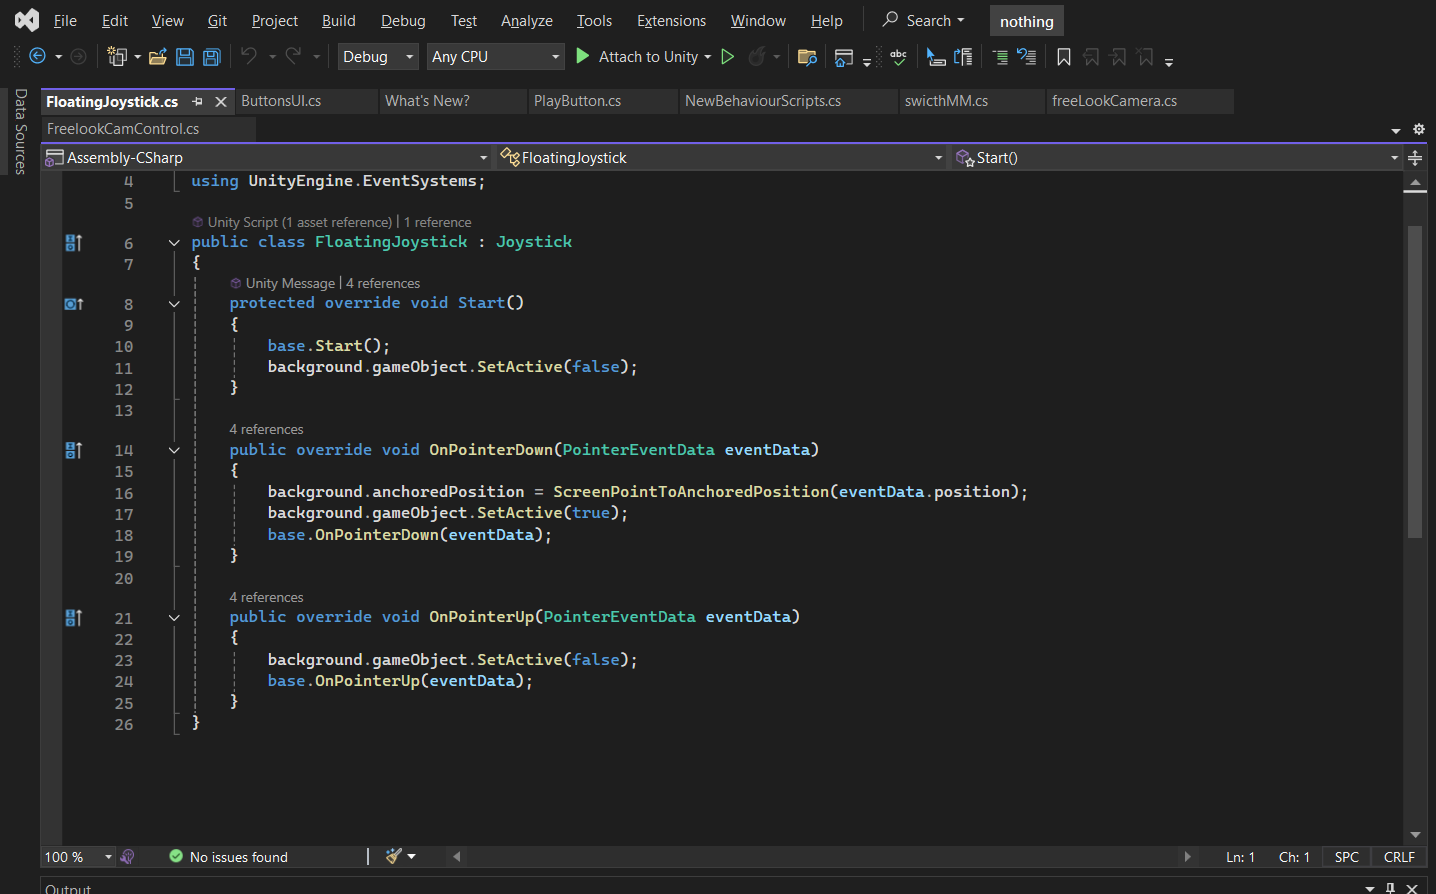 File Edit View Git Project Build Debug Test Analyze Tools Extensions Window Help Search nothing
Debug Any CPU Attach to Unity abc
Data Sources
FloatingJoystick.cs ButtonsUI.cs What's New? PlayButton.cs NewBehaviourScripts.cs swicthMM.cs freeLookCamera.cs
FreelookCamControl.cs
Assembly-CSharp FloatingJoystick Start()
4 using UnityEngine.EventSystems;
5
Unity Script (1 asset reference) | 1 reference
6 public class FloatingJoystick : Joystick
7 {
Unity Message | 4 references
8 protected override void Start()
9 {
10 base.Start();
11 background.gameObject.SetActive(false);
12 }
13
4 references
14 public override void OnPointerDown(PointerEventData eventData)
15 {
16 background.anchoredPosition = ScreenPointToAnchoredPosition(eventData.position);
17 background.gameObject.SetActive(true);
18 base.OnPointerDown(eventData);
19 }
20
4 references
21 public override void OnPointerUp(PointerEventData eventData)
22 {
23 background.gameObject.SetActive(false);
24 base.OnPointerUp(eventData);
25 }
26 }
100 % No issues found Ln: 1 Ch: 1 SPC CRLF
Output